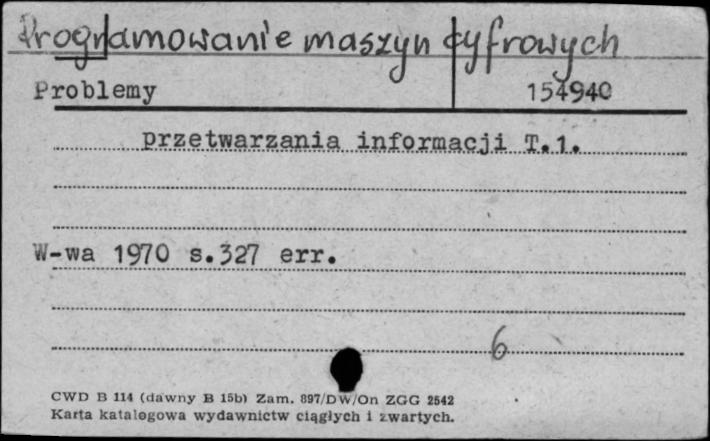 Programowanie maszyn cyfrowych
Problemy 154940
przetwarzania informacji T.1.
W-wa 1970 s.327 err.
6
CWD B 114 (dawny B 15b) Zam. 897/DW/On ZGG 2542
Karta katalogowa wydawnictw ciągłych i zwartych.